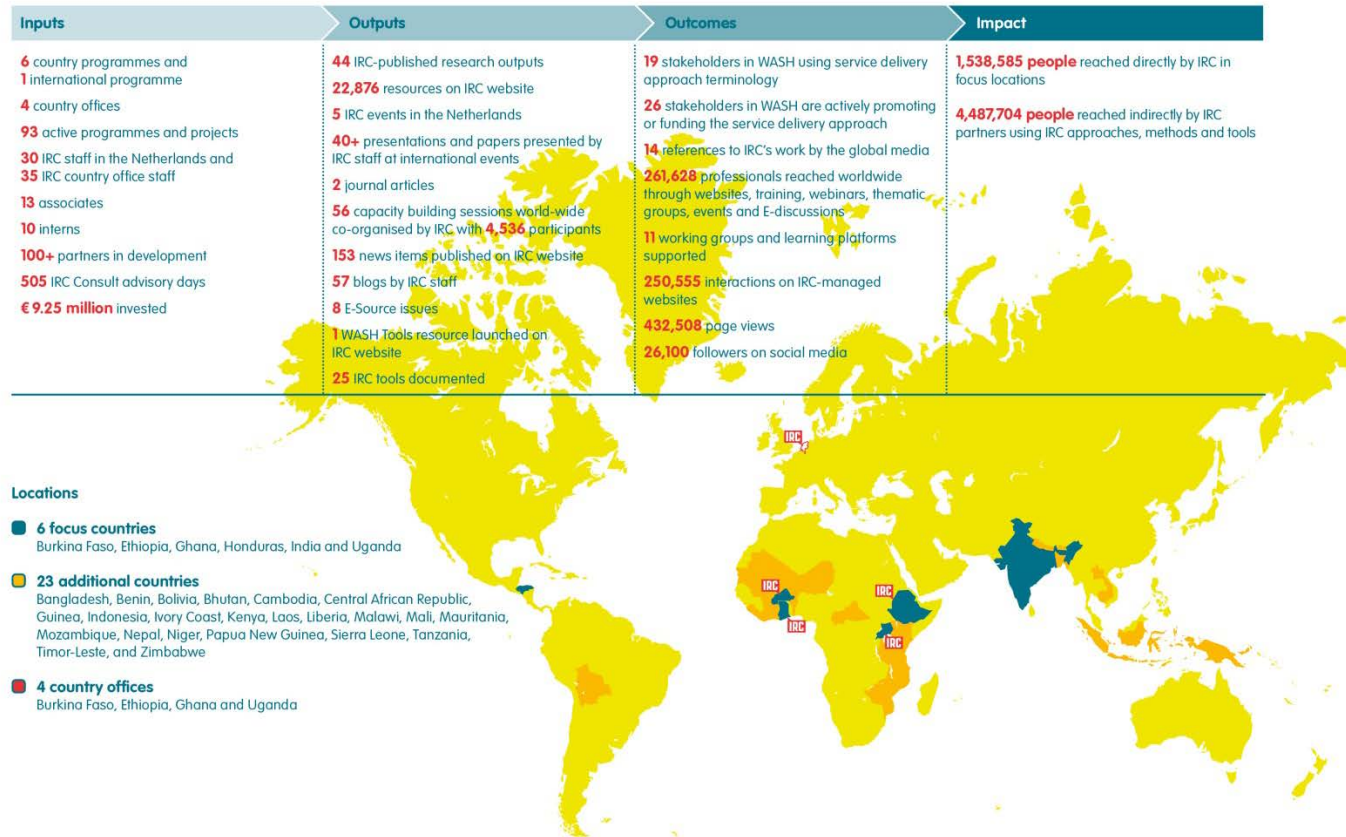 Inputs
6 country programmes and
1 international programme
4 country offices
93 active programmes and projects
30 IRC staff in the Netherlands and
35 IRC country office staff
13 associates
10 interns
100+ partners in development
505 IRC Consult advisory days
€ 9.25 million invested
Outputs
44 IRC-published research outputs
22,876 resources on IRC website
5 IRC events in the Netherlands
40+ presentations and papers presented by
IRC staff at international events
2 journal articles
56 capacity building sessions world-wide
co-organised by IRC with 4,536 participants
153 news items published on IRC website
57 blogs by IRC staff
8 E-Source issues
1 WASH Tools resource launched on
IRC website
25 IRC tools documented
Outcomes
19 stakeholders in WASH using service delivery
approach terminology
26 stakeholders in WASH are actively promoting
or funding the service delivery approach
14 references to IRC's work by the global media
261,628 professionals reached worldwide
through websites, training, webinars, thematic
groups, events and E-discussions
11 working groups and learning platforms
supported
250,555 interactions on IRC-managed
websites
432,508 page views
26,100 followers on social media
Impact
1,538,585 people reached directly by IRC in
focus locations
4,487,704 people reached indirectly by IRC
partners using IRC approaches, methods and tools
IRC
IRC
IRC
IRC
IRC
Locations
6 focus countries
Burkina Faso, Ethiopia, Ghana, Honduras, India and Uganda
23 additional countries
Bangladesh, Benin, Bolivia, Bhutan, Cambodia, Central African Republic,
Guinea, Indonesia, Ivory Coast, Kenya, Laos, Liberia, Malawi, Mali, Mauritania,
Mozambique, Nepal, Niger, Papua New Guinea, Sierra Leone, Tanzania,
Timor-Leste, and Zimbabwe
4 country offices
Burkina Faso, Ethiopia, Ghana and Uganda